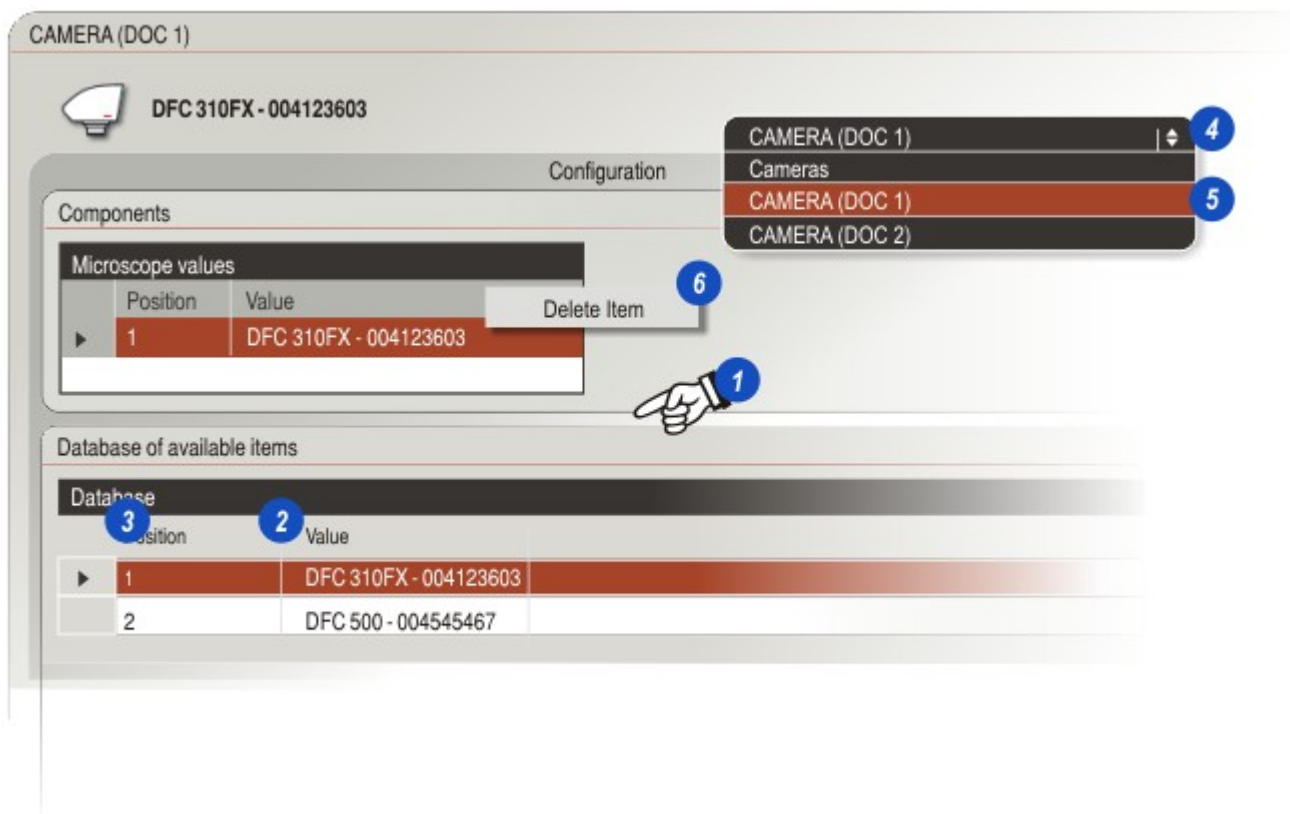 CAMERA (DOC 1)
DFC 310FX - 004123603
CAMERA (DOC 1)
4
Configuration
Cameras
CAMERA (DOC 1)
5
CAMERA (DOC 2)
Components
Microscope values
6
Position Value
Delete Item
1 DFC 310FX - 004123603
1
Database of available items
Database
3
2
Value
1 DFC 310FX - 004123603
2 DFC 500 - 004545467